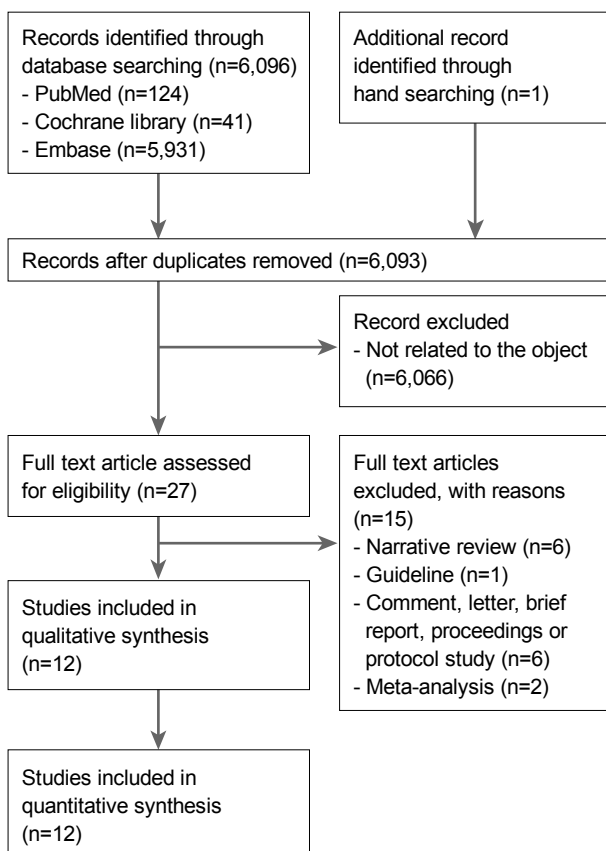 Records identified through
database searching (n=6,096)
- PubMed (n=124)
- Cochrane library (n=41)
- Embase (n=5,931)
Additional record
identified through
hand searching (n=1)
Records after duplicates removed (n=6,093)
Record excluded
- Not related to the object
(n=6,066)
Full text article assessed
for eligibility (n=27)
Full text articles
excluded, with reasons
(n=15)
- Narrative review (n=6)
- Guideline (n=1)
- Comment, letter, brief
report, proceedings or
protocol study (n=6)
- Meta-analysis (n=2)
Studies included in
qualitative synthesis
(n=12)
Studies included in
quantitative synthesis
(n=12)